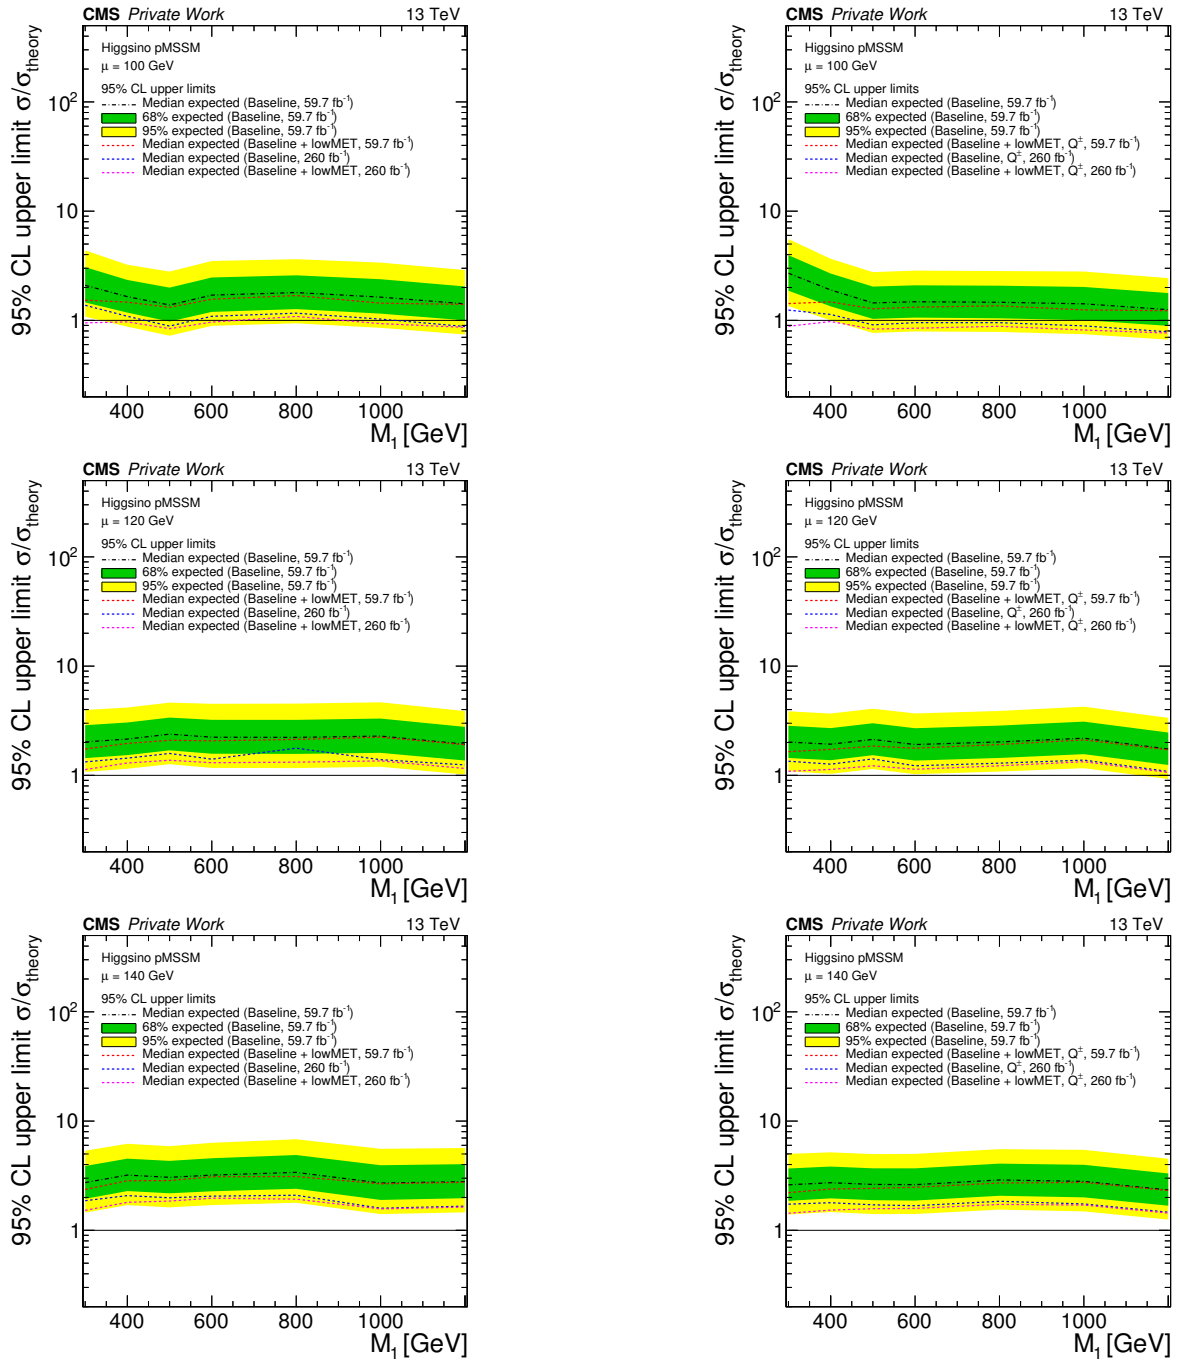 CMS Private Work 13 TeV
Higgsino pMSSM
μ = 100 GeV
95% CL upper limits
Median expected (Baseline, 59.7 fb⁻¹)
68% expected (Baseline, 59.7 fb⁻¹)
95% expected (Baseline, 59.7 fb⁻¹)
Median expected (Baseline + lowMET, 59.7 fb⁻¹)
Median expected (Baseline, 260 fb⁻¹)
Median expected (Baseline + lowMET, 260 fb⁻¹)
95% CL upper limit σ/σ_theory
10²
10
1
400 600 800 1000
M₁ [GeV]
CMS Private Work 13 TeV
Higgsino pMSSM
μ = 100 GeV
95% CL upper limits
Median expected (Baseline, 59.7 fb⁻¹)
68% expected (Baseline, 59.7 fb⁻¹)
95% expected (Baseline, 59.7 fb⁻¹)
Median expected (Baseline + lowMET, Q±, 59.7 fb⁻¹)
Median expected (Baseline, Q±, 260 fb⁻¹)
Median expected (Baseline + lowMET, Q±, 260 fb⁻¹)
95% CL upper limit σ/σ_theory
10²
10
1
400 600 800 1000
M₁ [GeV]
CMS Private Work 13 TeV
Higgsino pMSSM
μ = 120 GeV
95% CL upper limits
Median expected (Baseline, 59.7 fb⁻¹)
68% expected (Baseline, 59.7 fb⁻¹)
95% expected (Baseline, 59.7 fb⁻¹)
Median expected (Baseline + lowMET, 59.7 fb⁻¹)
Median expected (Baseline, 260 fb⁻¹)
Median expected (Baseline + lowMET, 260 fb⁻¹)
95% CL upper limit σ/σ_theory
10²
10
1
400 600 800 1000
M₁ [GeV]
CMS Private Work 13 TeV
Higgsino pMSSM
μ = 120 GeV
95% CL upper limits
Median expected (Baseline, 59.7 fb⁻¹)
68% expected (Baseline, 59.7 fb⁻¹)
95% expected (Baseline, 59.7 fb⁻¹)
Median expected (Baseline + lowMET, Q±, 59.7 fb⁻¹)
Median expected (Baseline, Q±, 260 fb⁻¹)
Median expected (Baseline + lowMET, Q±, 260 fb⁻¹)
95% CL upper limit σ/σ_theory
10²
10
1
400 600 800 1000
M₁ [GeV]
CMS Private Work 13 TeV
Higgsino pMSSM
μ = 140 GeV
95% CL upper limits
Median expected (Baseline, 59.7 fb⁻¹)
68% expected (Baseline, 59.7 fb⁻¹)
95% expected (Baseline, 59.7 fb⁻¹)
Median expected (Baseline + lowMET, 59.7 fb⁻¹)
Median expected (Baseline, 260 fb⁻¹)
Median expected (Baseline + lowMET, 260 fb⁻¹)
95% CL upper limit σ/σ_theory
10²
10
1
400 600 800 1000
M₁ [GeV]
CMS Private Work 13 TeV
Higgsino pMSSM
μ = 140 GeV
95% CL upper limits
Median expected (Baseline, 59.7 fb⁻¹)
68% expected (Baseline, 59.7 fb⁻¹)
95% expected (Baseline, 59.7 fb⁻¹)
Median expected (Baseline + lowMET, Q±, 59.7 fb⁻¹)
Median expected (Baseline, Q±, 260 fb⁻¹)
Median expected (Baseline + lowMET, Q±, 260 fb⁻¹)
95% CL upper limit σ/σ_theory
10²
10
1
400 600 800 1000
M₁ [GeV]